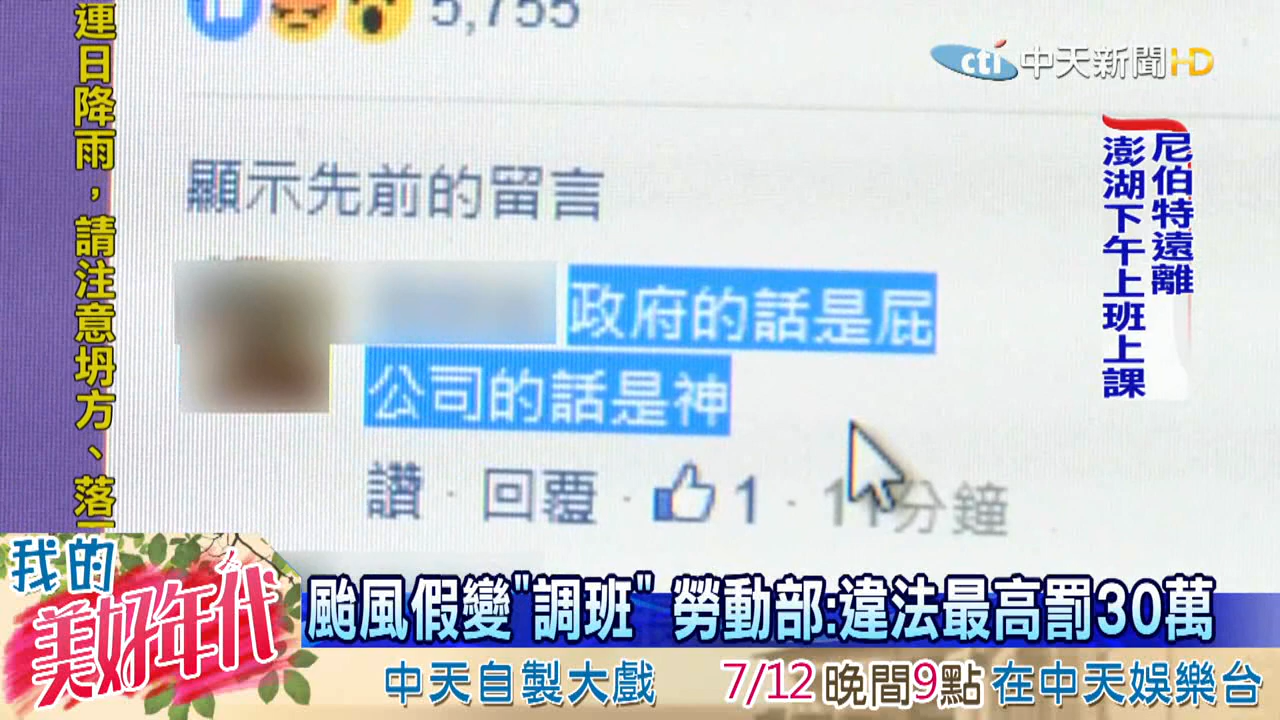 5,755
cti 中天新聞HD
連日降雨，請注意坍方、落
尼伯特遠離
澎湖下午上班上課
顯示先前的留言
政府的話是屁
公司的話是神
讚 · 回覆 · 1 · 11分鐘
颱風假變"調班" 勞動部:違法最高罰30萬
我的
美好年代
中天自製大戲 7/12晚間9點 在中天娛樂台